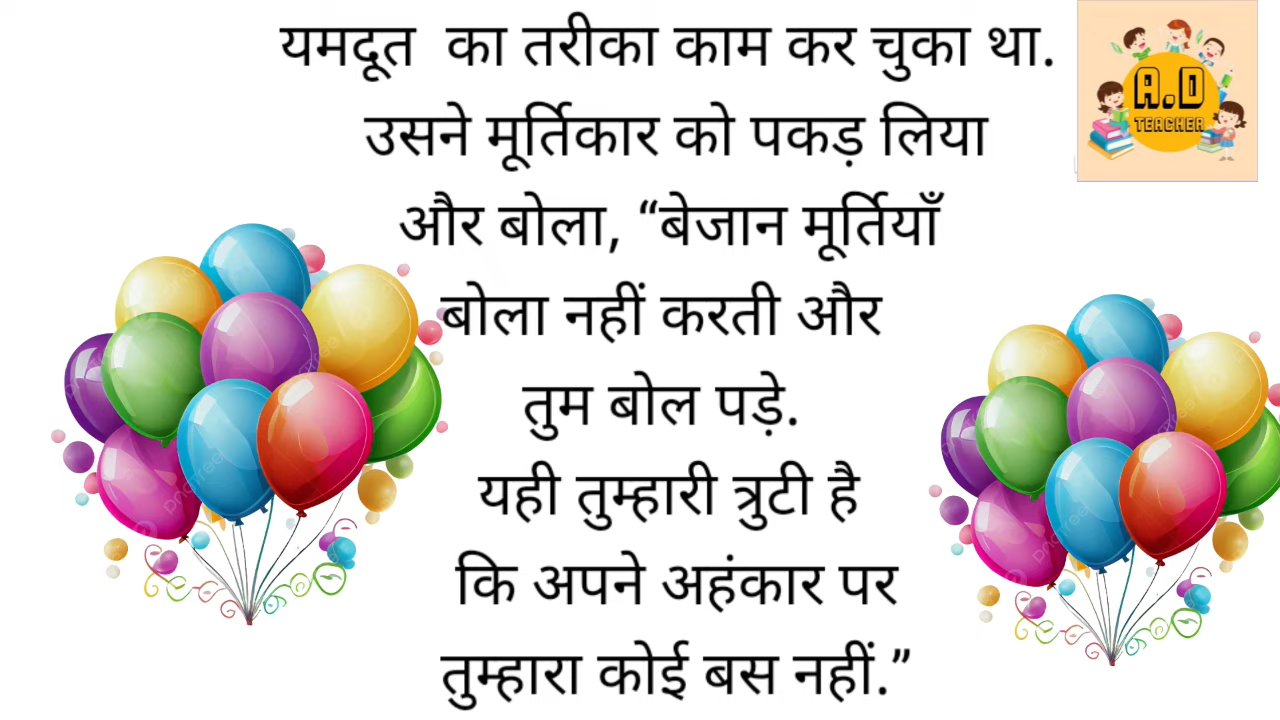 यमदूत का तरीका काम कर चुका था.
उसने मूर्तिकार को पकड़ लिया
और बोला, “बेजान मूर्तियाँ
बोला नहीं करती और
तुम बोल पड़े.
यही तुम्हारी त्रुटी है
कि अपने अहंकार पर
तुम्हारा कोई बस नहीं.”
A.D
TEACHER